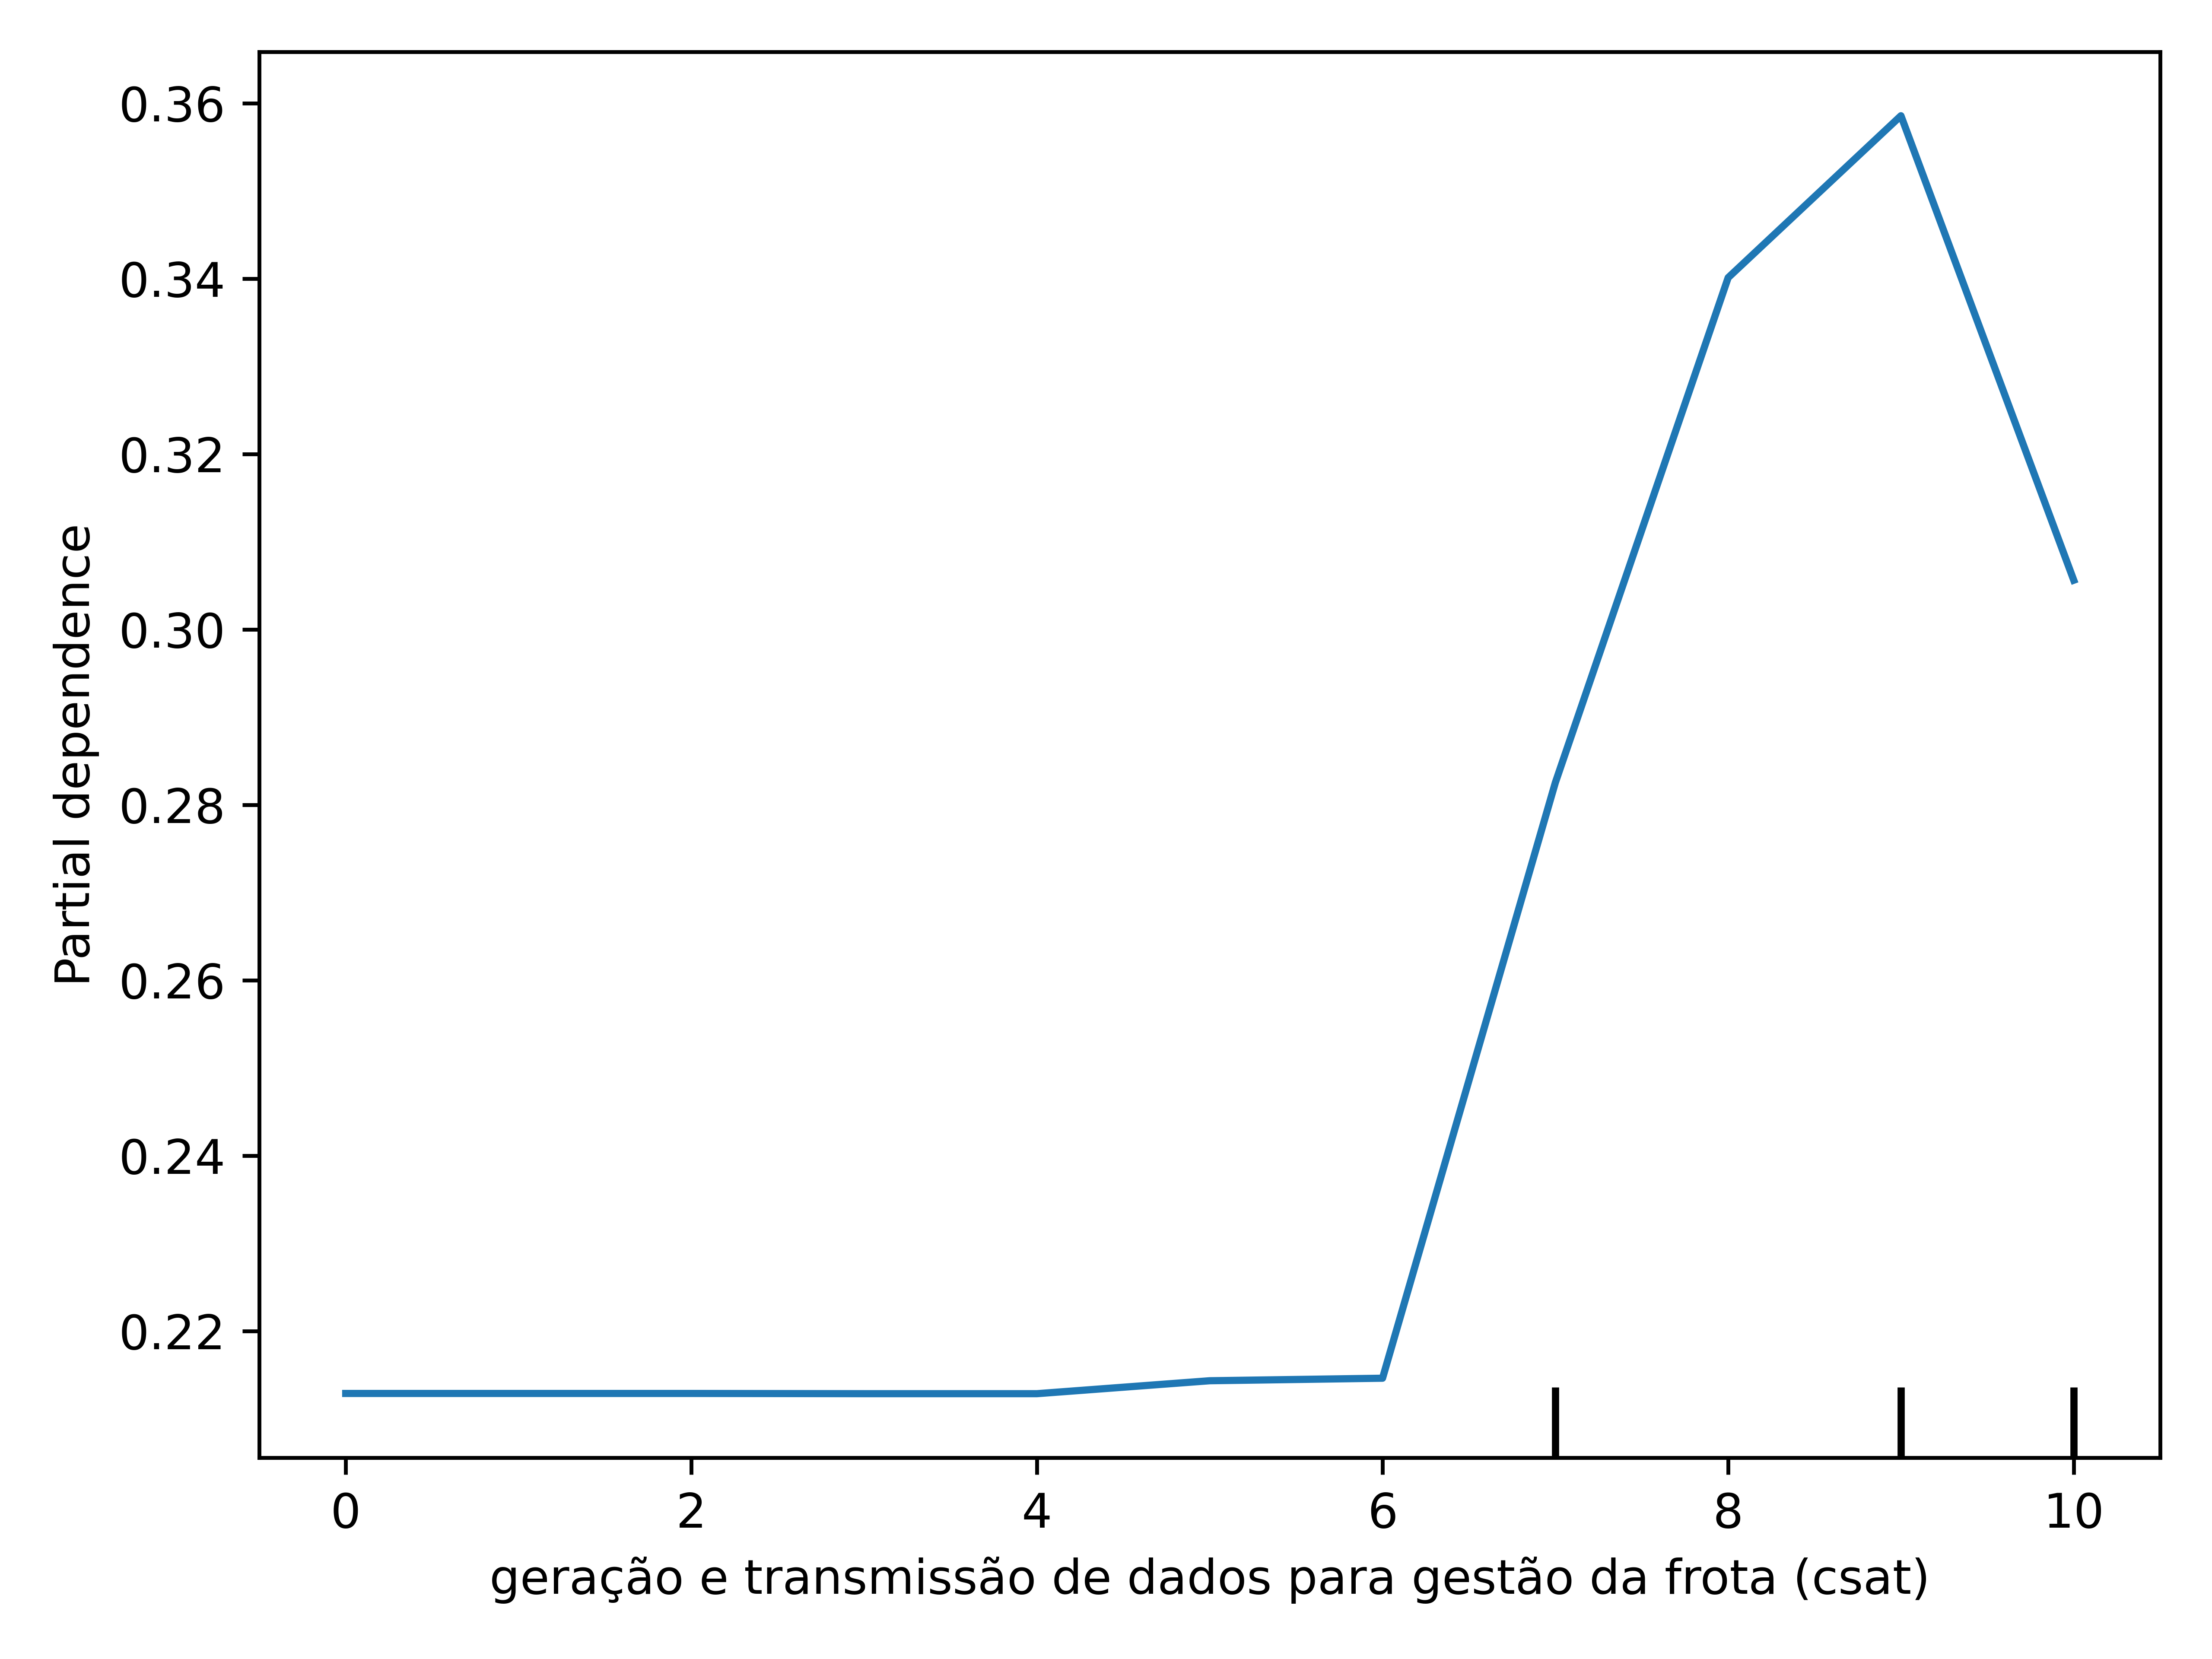 0.36
0.34
0.32
0.30
0.28
0.26
0.24
0.22
Partial dependence
0 2 4 6 8 10
geração e transmissão de dados para gestão da frota (csat)